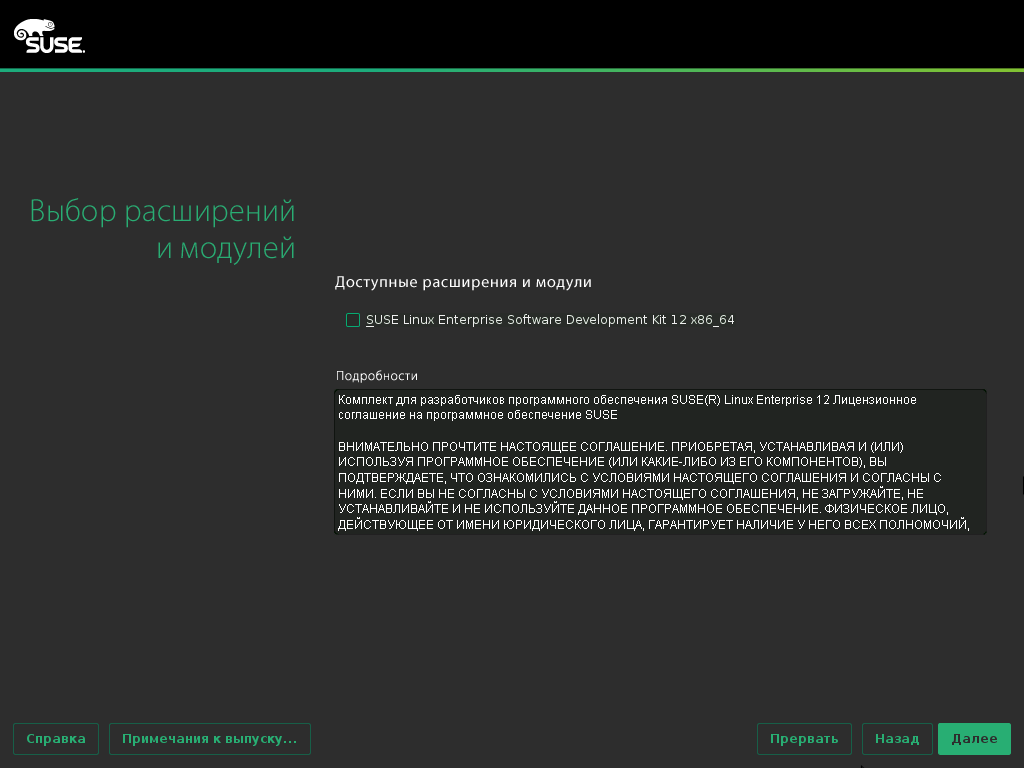 SUSE.
Выбор расширений
и модулей
Доступные расширения и модули
SUSE Linux Enterprise Software Development Kit 12 x86_64
Подробности
Комплект для разработчиков программного обеспечения SUSE(R) Linux Enterprise 12 Лицензионное
соглашение на программное обеспечение SUSE
ВНИМАТЕЛЬНО ПРОЧТИТЕ НАСТОЯЩЕЕ СОГЛАШЕНИЕ. ПРИОБРЕТАЯ, УСТАНАВЛИВАЯ И (ИЛИ)
ИСПОЛЬЗУЯ ПРОГРАММНОЕ ОБЕСПЕЧЕНИЕ (ИЛИ КАКИЕ-ЛИБО ИЗ ЕГО КОМПОНЕНТОВ), ВЫ
ПОДТВЕРЖДАЕТЕ, ЧТО ОЗНАКОМИЛИСЬ С УСЛОВИЯМИ НАСТОЯЩЕГО СОГЛАШЕНИЯ И СОГЛАСНЫ С
НИМИ. ЕСЛИ ВЫ НЕ СОГЛАСНЫ С УСЛОВИЯМИ НАСТОЯЩЕГО СОГЛАШЕНИЯ, НЕ ЗАГРУЖАЙТЕ, НЕ
УСТАНАВЛИВАЙТЕ И НЕ ИСПОЛЬЗУЙТЕ ДАННОЕ ПРОГРАММНОЕ ОБЕСПЕЧЕНИЕ. ФИЗИЧЕСКОЕ ЛИЦО,
ДЕЙСТВУЮЩЕЕ ОТ ИМЕНИ ЮРИДИЧЕСКОГО ЛИЦА, ГАРАНТИРУЕТ НАЛИЧИЕ У НЕГО ВСЕХ ПОЛНОМОЧИЙ,
Справка Примечания к выпуску... Прервать Назад Далее